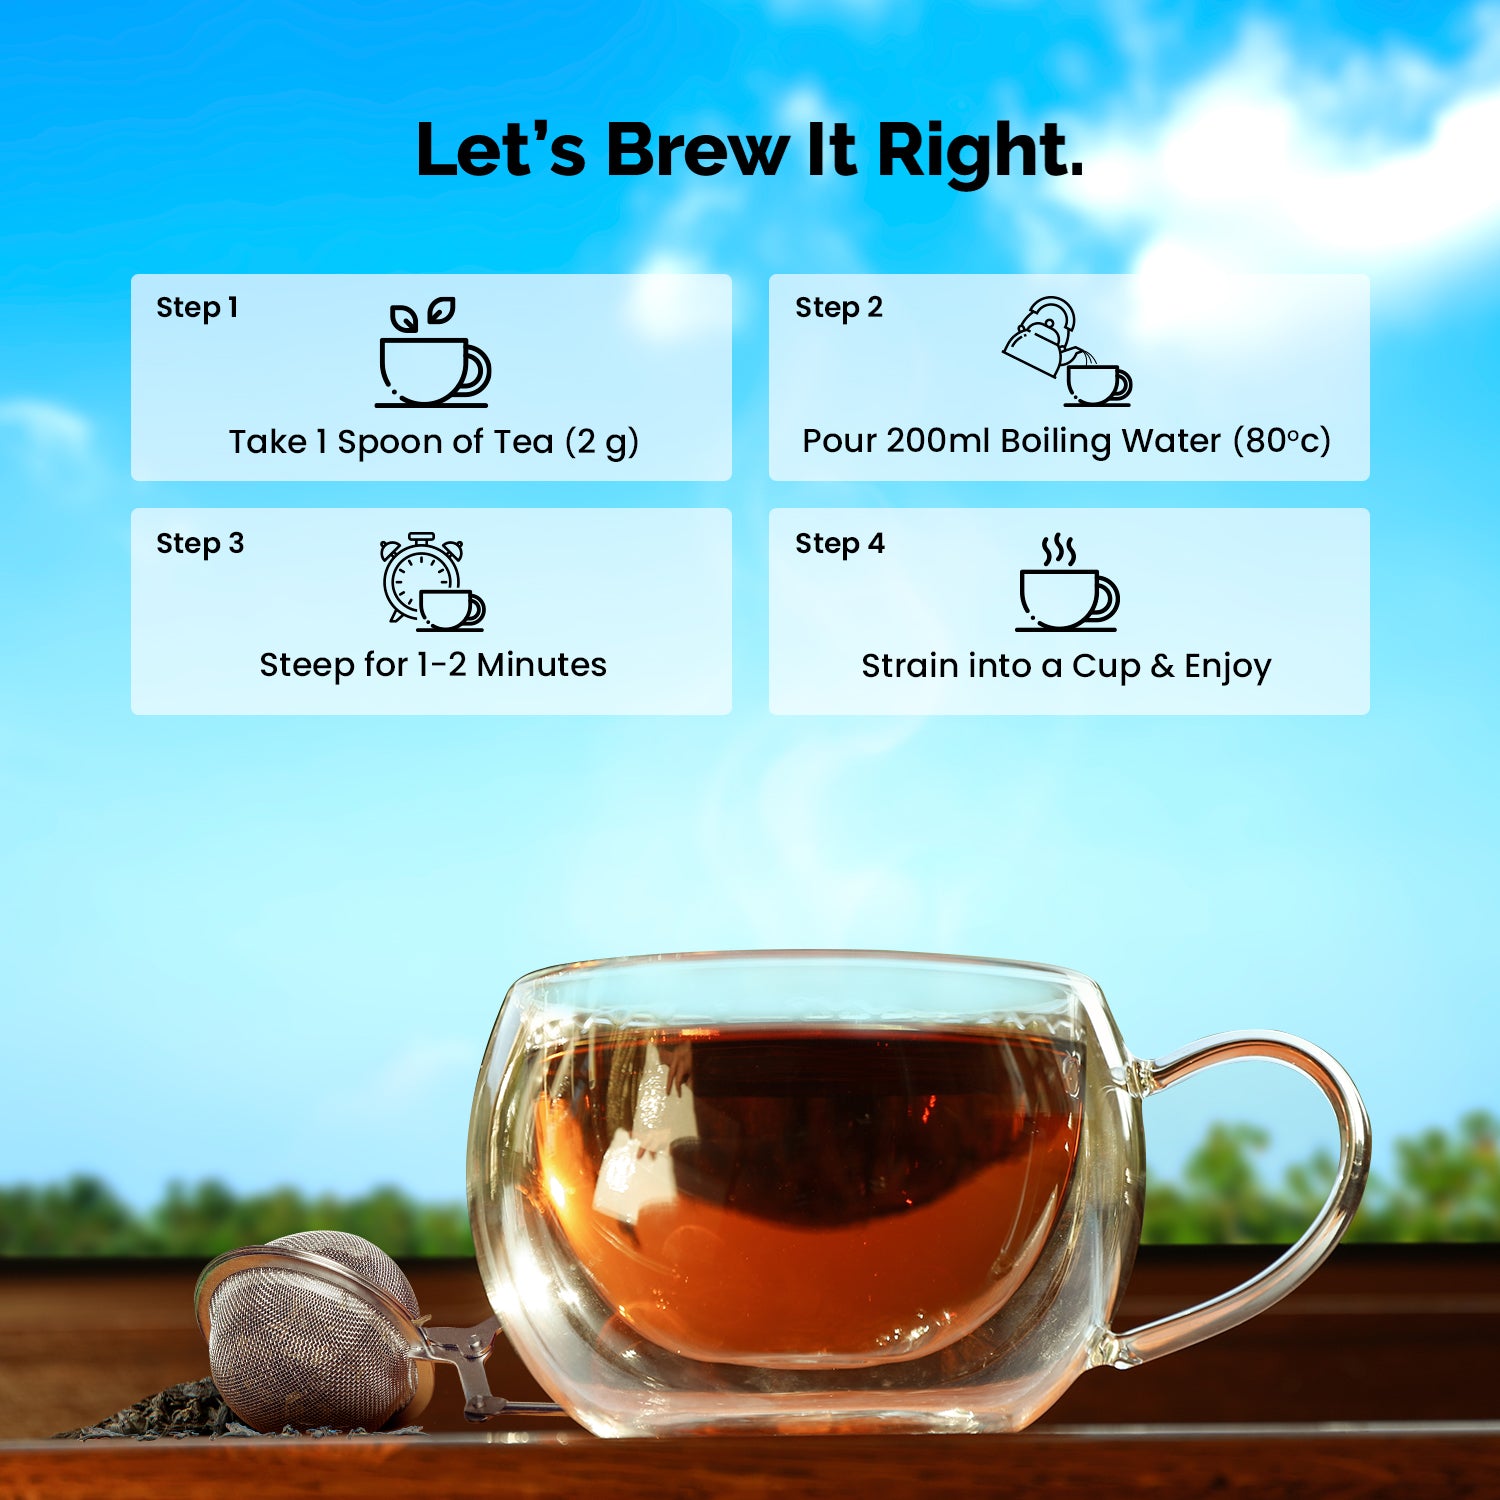 Let’s Brew It Right.
Step 1
Take 1 Spoon of Tea (2 g)
Step 2
Pour 200ml Boiling Water (80°c)
Step 3
Steep for 1-2 Minutes
Step 4
Strain into a Cup & Enjoy